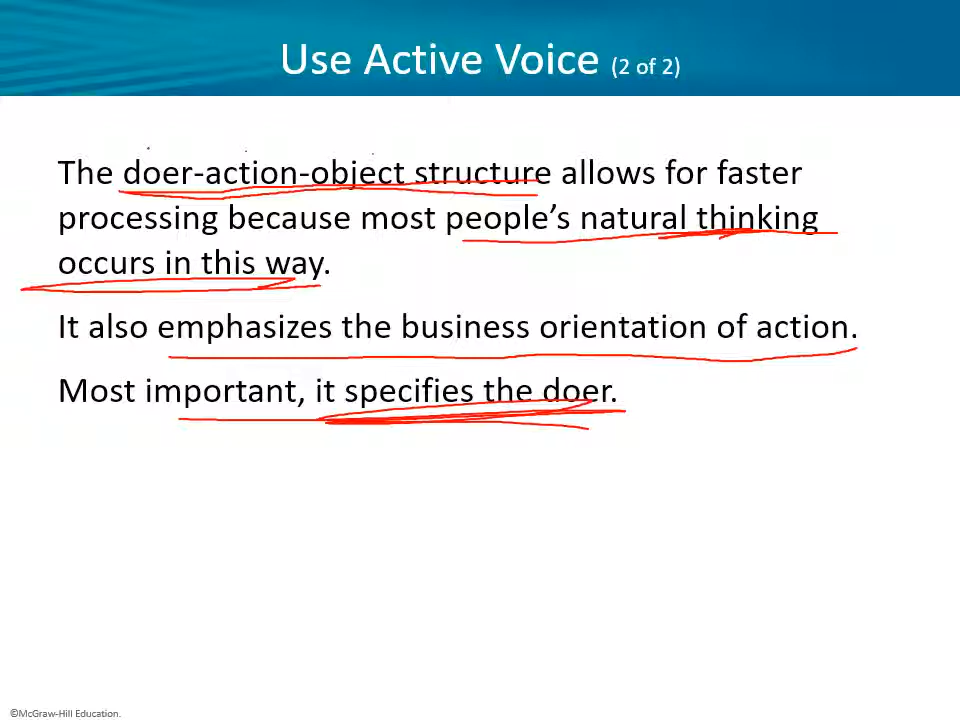 Use Active Voice (2 of 2)
The doer-action-object structure allows for faster
processing because most people’s natural thinking
occurs in this way.
It also emphasizes the business orientation of action.
Most important, it specifies the doer.
©McGraw-Hill Education.